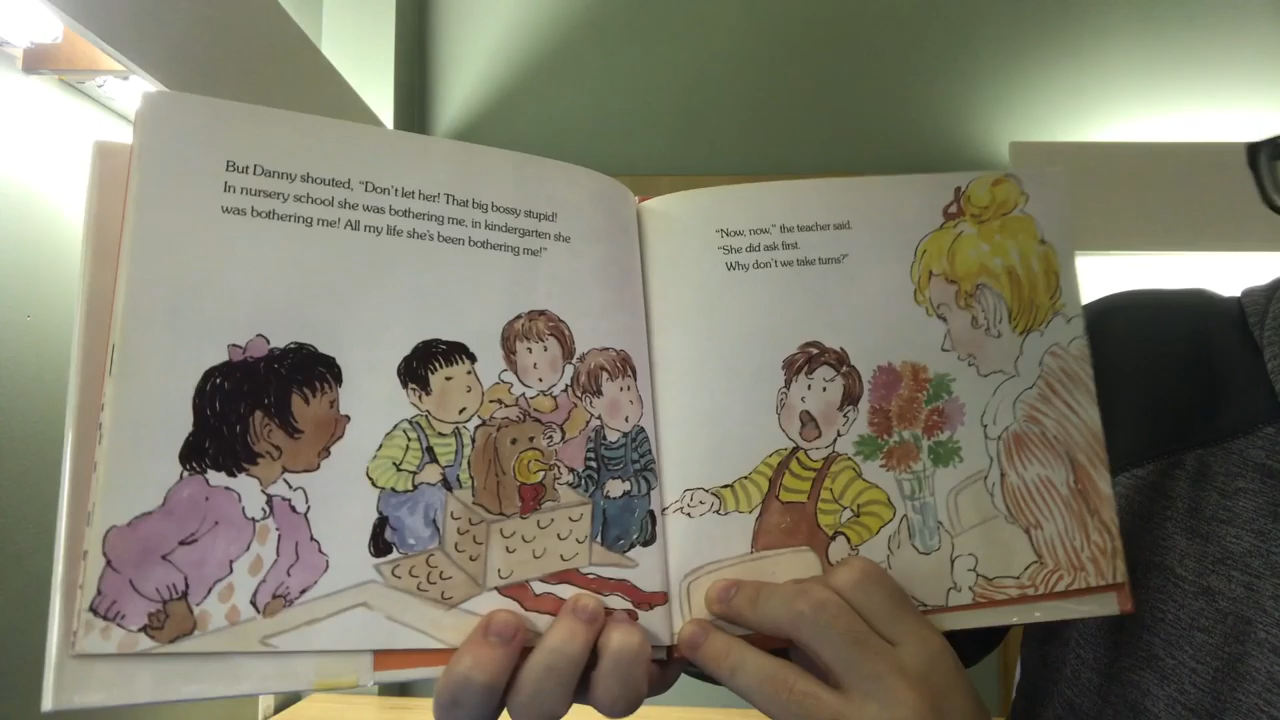 But Danny shouted, “Don't let her! That big bossy stupid!
In nursery school she was bothering me, in kindergarten she
was bothering me! All my life she's been bothering me!”
“Now, now,” the teacher said.
“She did ask first.
Why don't we take turns?”